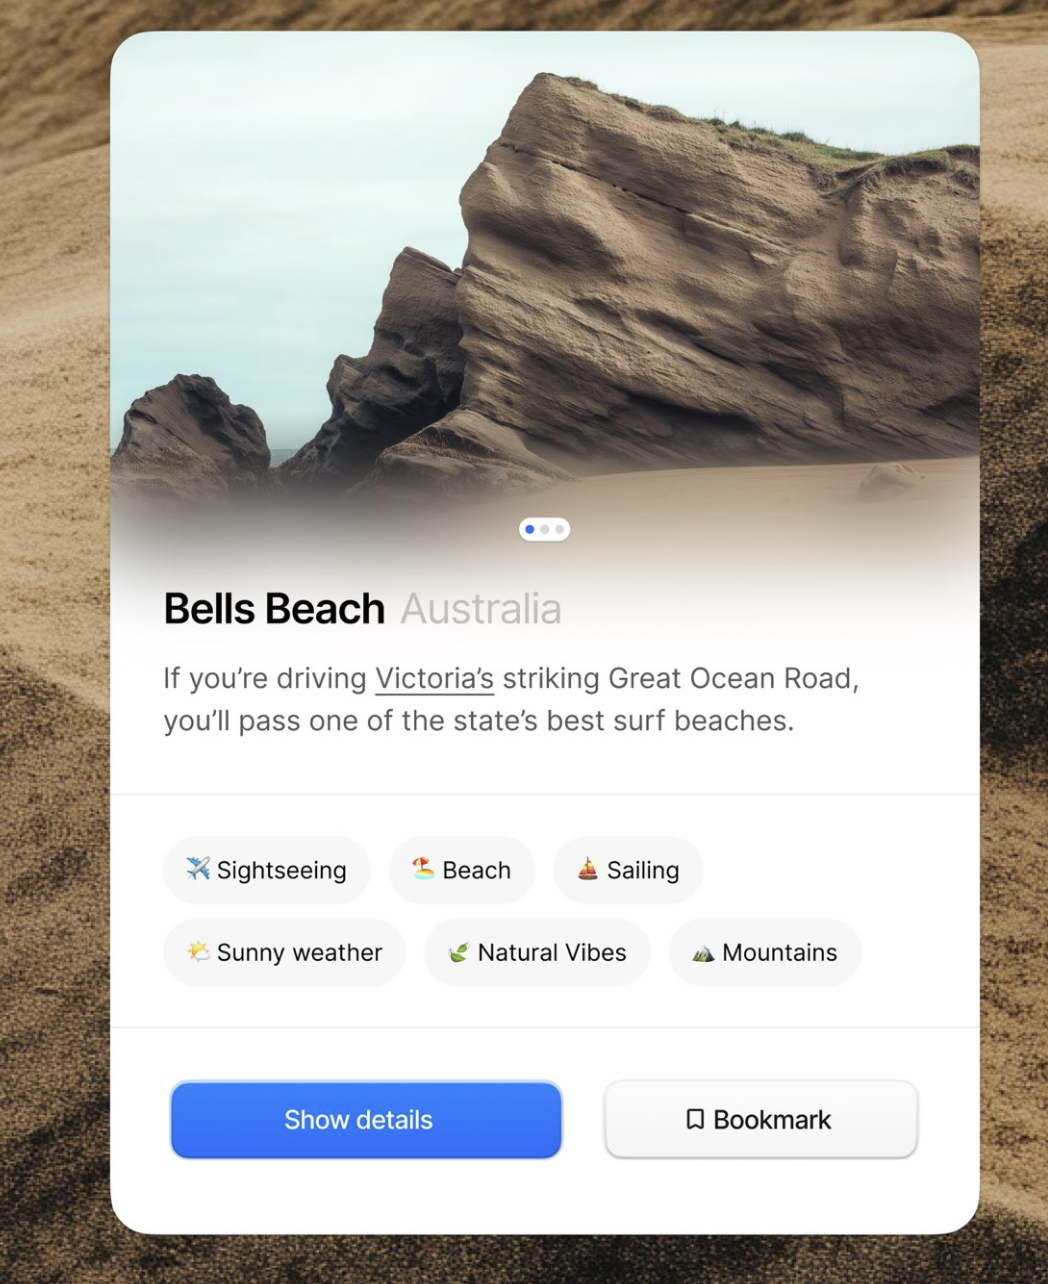 Bells Beach Australia
If you’re driving Victoria’s striking Great Ocean Road,
you’ll pass one of the state’s best surf beaches.
Sightseeing Beach Sailing
Sunny weather Natural Vibes Mountains
Show details Bookmark